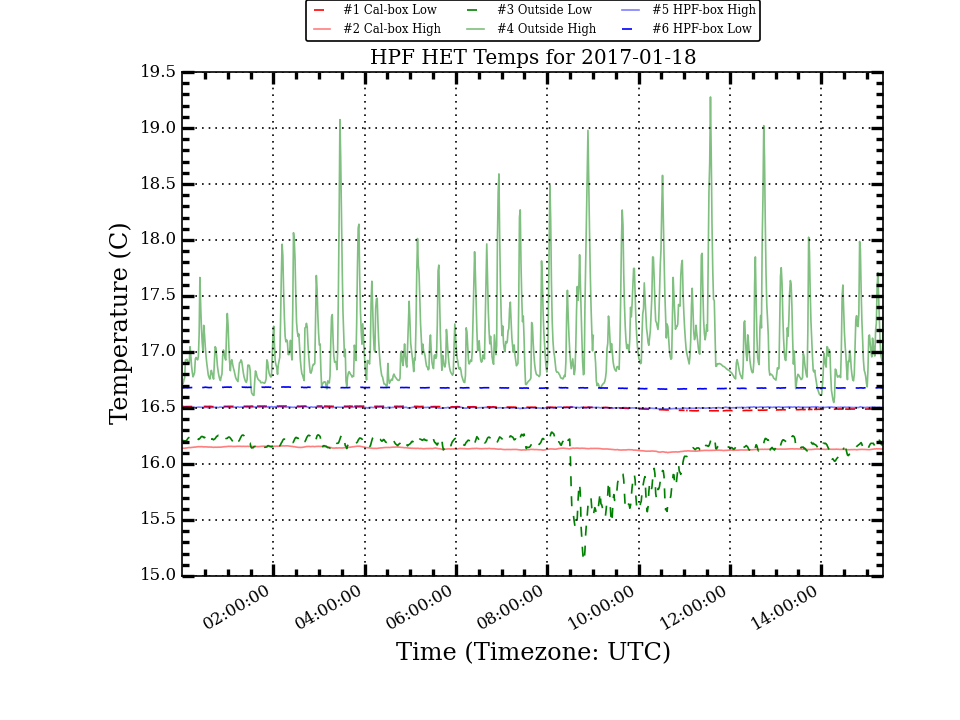 #1 Cal-box Low #3 Outside Low #5 HPF-box High
#2 Cal-box High #4 Outside High #6 HPF-box Low
HPF HET Temps for 2017-01-18
19.5
19.0
18.5
18.0
17.5
17.0
16.5
16.0
15.5
15.0
Temperature (C)
02:00:00 04:00:00 06:00:00 08:00:00 10:00:00 12:00:00 14:00:00
Time (Timezone: UTC)